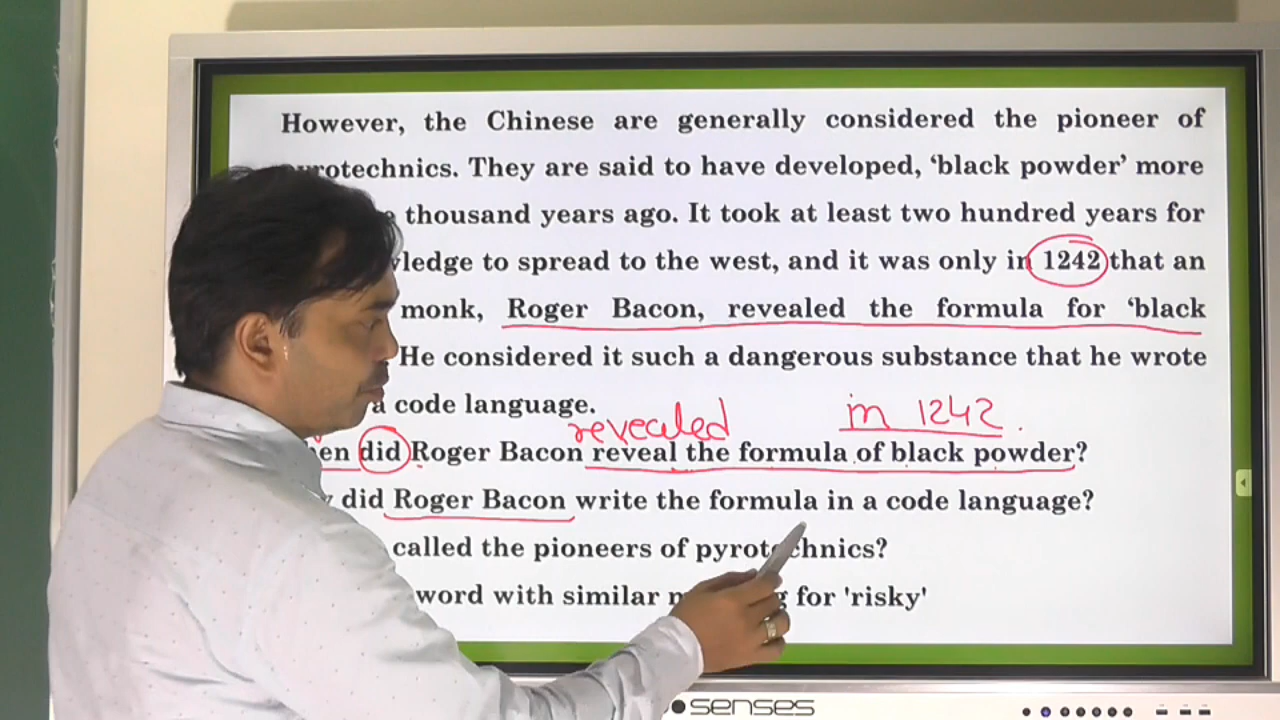 However, the Chinese are generally considered the pioneer of
pyrotechnics. They are said to have developed, 'black powder' more
thousand years ago. It took at least two hundred years for
to spread to the west, and it was only in 1242 that an
monk, Roger Bacon, revealed the formula for 'black
He considered it such a dangerous substance that he wrote
a code language.
revealed in 1242.
did Roger Bacon reveal the formula of black powder?
did Roger Bacon write the formula in a code language?
called the pioneers of pyrotechnics?
word with similar for 'risky'
senses